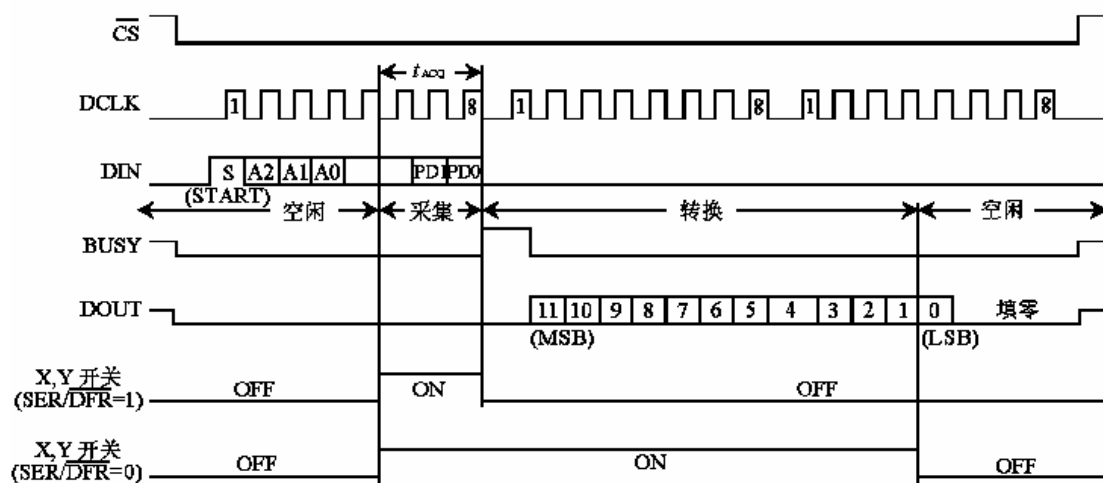 CS
tACQ
DCLK 1 8 1 8 1 8
DIN S A2 A1 A0 PD1 PD0
(START)
空闲 采集 转换 空闲
BUSY
DOUT 11 10 9 8 7 6 5 4 3 2 1 0 填零
(MSB) (LSB)
X,Y 开关
(SER/DFR=1) OFF ON OFF
X,Y 开关
(SER/DFR=0) OFF ON OFF